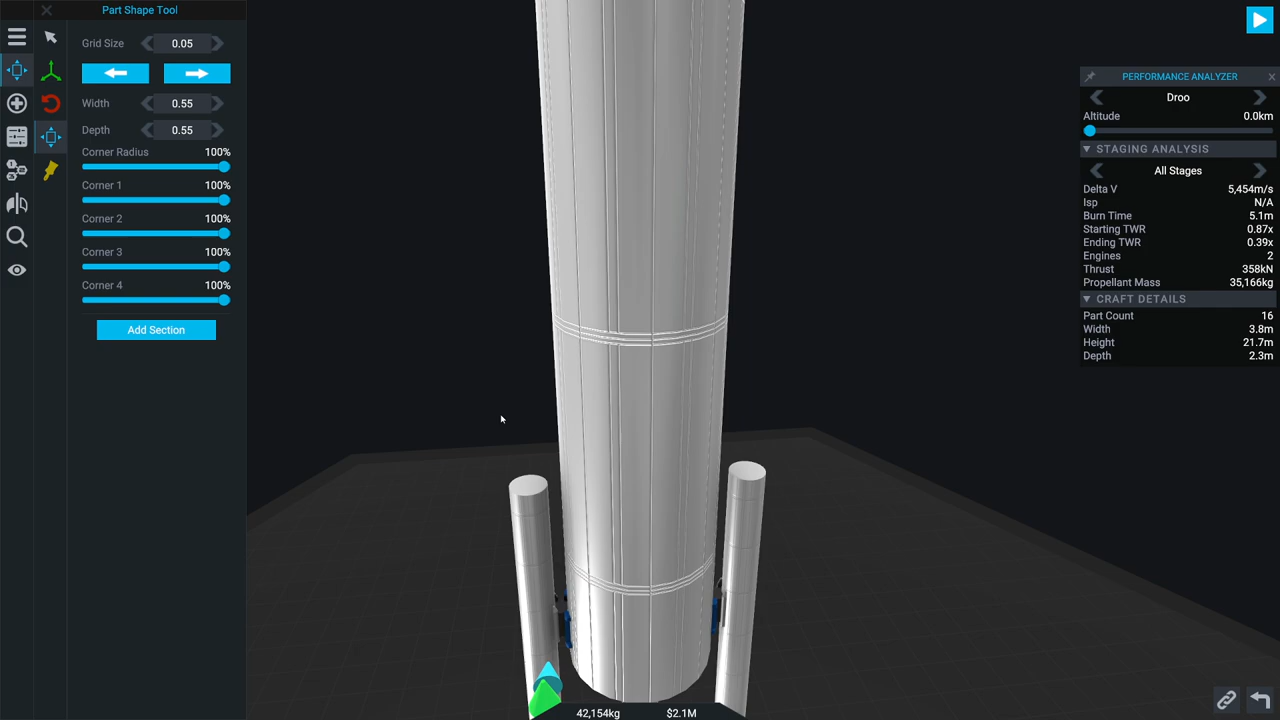 Part Shape Tool
Grid Size 0.05
Width 0.55
Depth 0.55
Corner Radius 100%
Corner 1 100%
Corner 2 100%
Corner 3 100%
Corner 4 100%
Add Section
PERFORMANCE ANALYZER
Droo
Altitude 0.0km
STAGING ANALYSIS
All Stages
Delta V 5,454m/s
Isp N/A
Burn Time 5.1m
Starting TWR 0.87x
Ending TWR 0.39x
Engines 2
Thrust 358kN
Propellant Mass 35,166kg
CRAFT DETAILS
Part Count 16
Width 3.8m
Height 21.7m
Depth 2.3m
42,154kg $2.1M